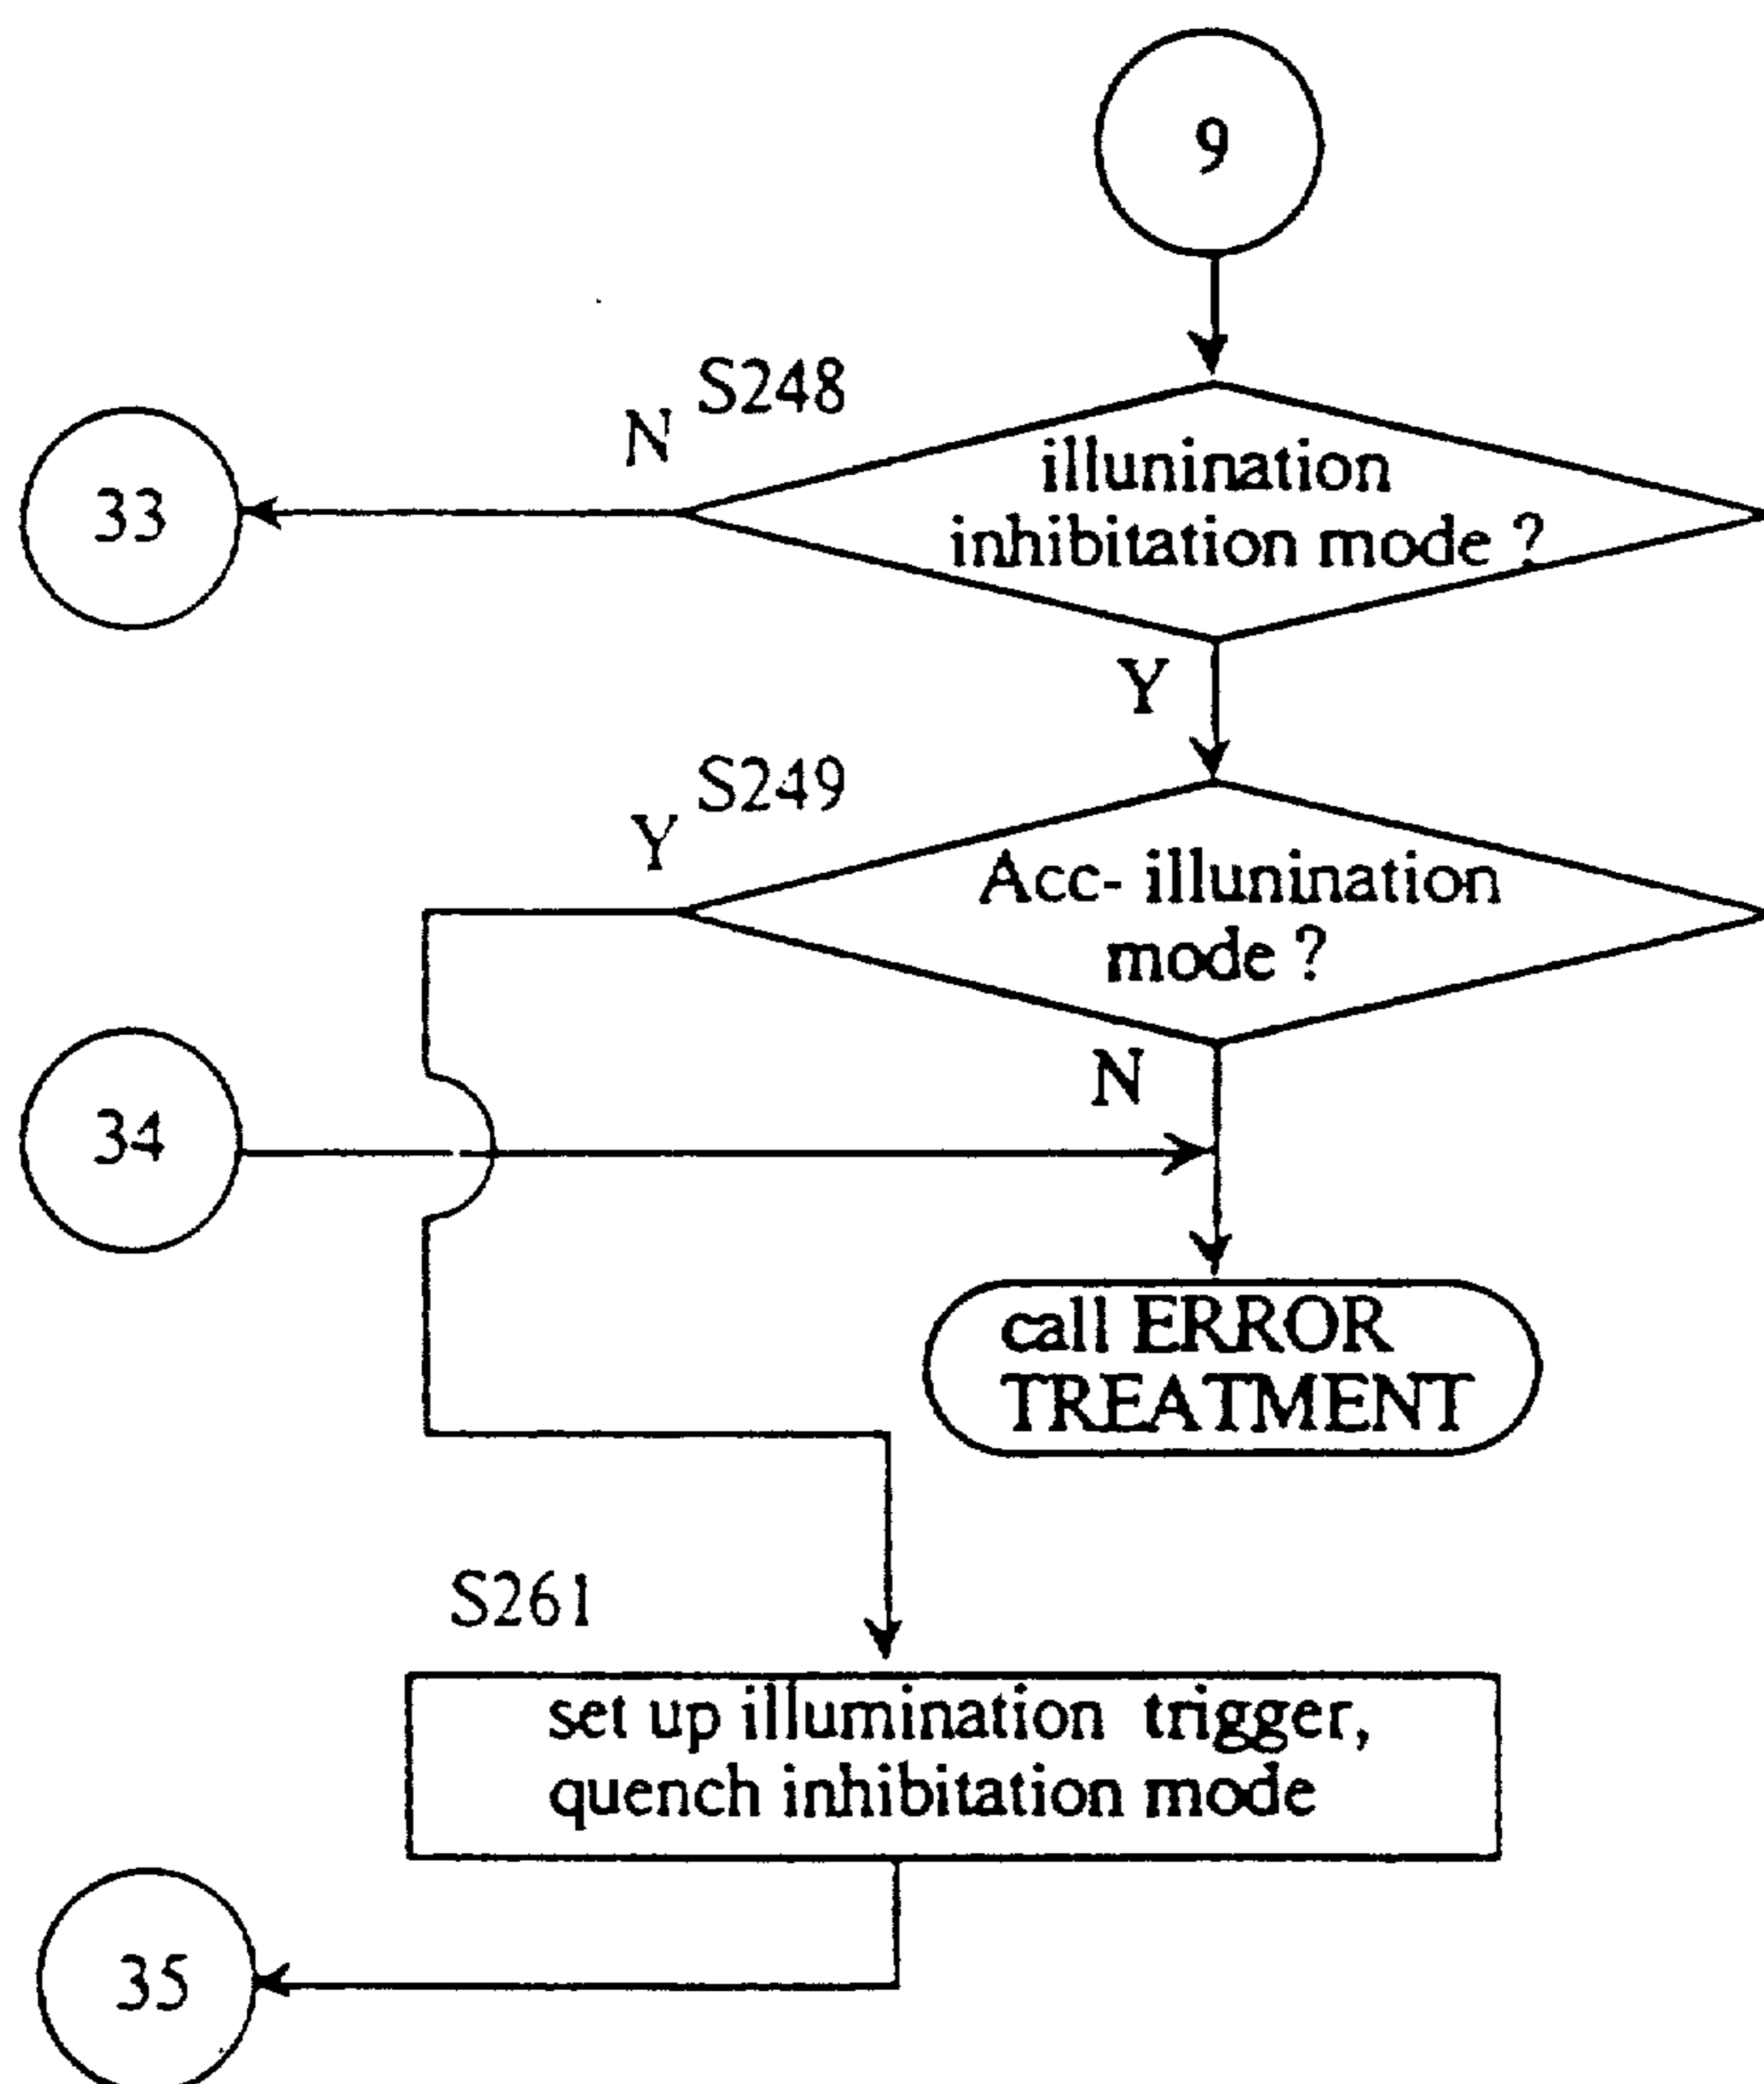 9
S248
N
illunination
inhibitation mode ?
33
Y
S249
Y
Acc- illunination
mode ?
N
34
call ERROR
TREATMENT
S261
set up illumination trigger,
quench inhibitation mode
35